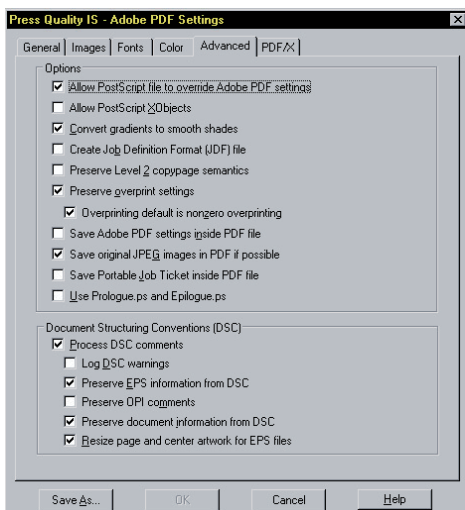 Press Quality IS - Adobe PDF Settings
General Images Fonts Color Advanced PDF/X
Options
Allow PostScript file to override Adobe PDF settings
Allow PostScript XObjects
Convert gradients to smooth shades
Create Job Definition Format (JDF) file
Preserve Level 2 copypage semantics
Preserve overprint settings
Overprinting default is nonzero overprinting
Save Adobe PDF settings inside PDF file
Save original JPEG images in PDF if possible
Save Portable Job Ticket inside PDF file
Use Prologue.ps and Epilogue.ps
Document Structuring Conventions (DSC)
Process DSC comments
Log DSC warnings
Preserve EPS information from DSC
Preserve OPI comments
Preserve document information from DSC
Resize page and center artwork for EPS files
Save As... OK Cancel Help